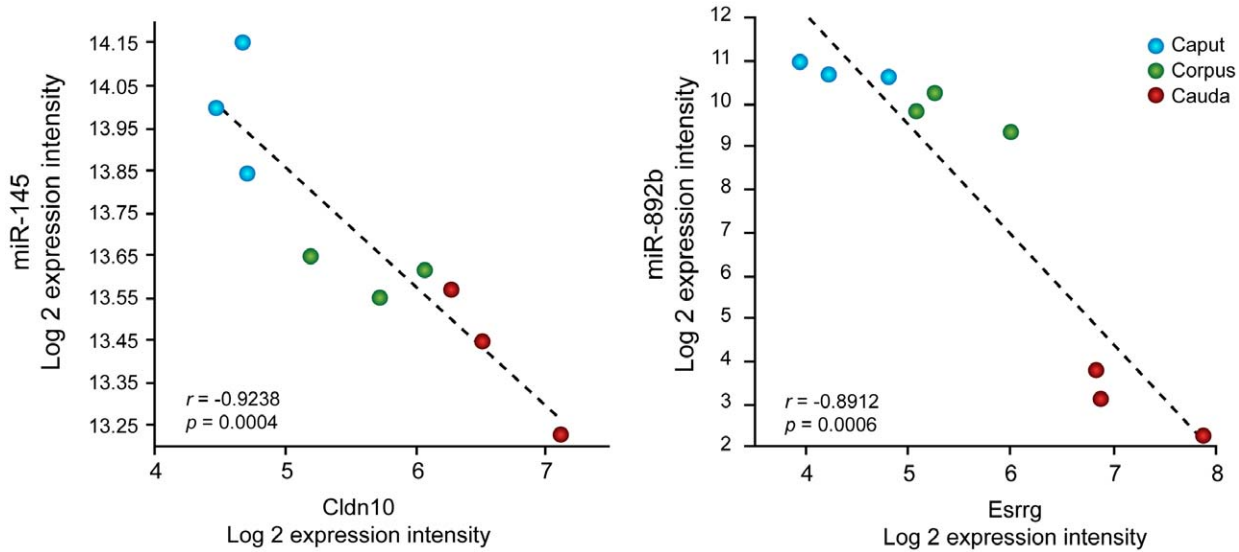 miR-145
Log 2 expression intensity
14.15
14.05
13.95
13.85
13.75
13.65
13.55
13.45
13.35
13.25
r = -0.9238
p = 0.0004
4 5 6 7
Cldn10
Log 2 expression intensity
miR-892b
Log 2 expression intensity
12
11
10
9
8
7
6
5
4
3
2
r = -0.8912
p = 0.0006
4 5 6 7 8
Esrrg
Log 2 expression intensity
Caput
Corpus
Cauda